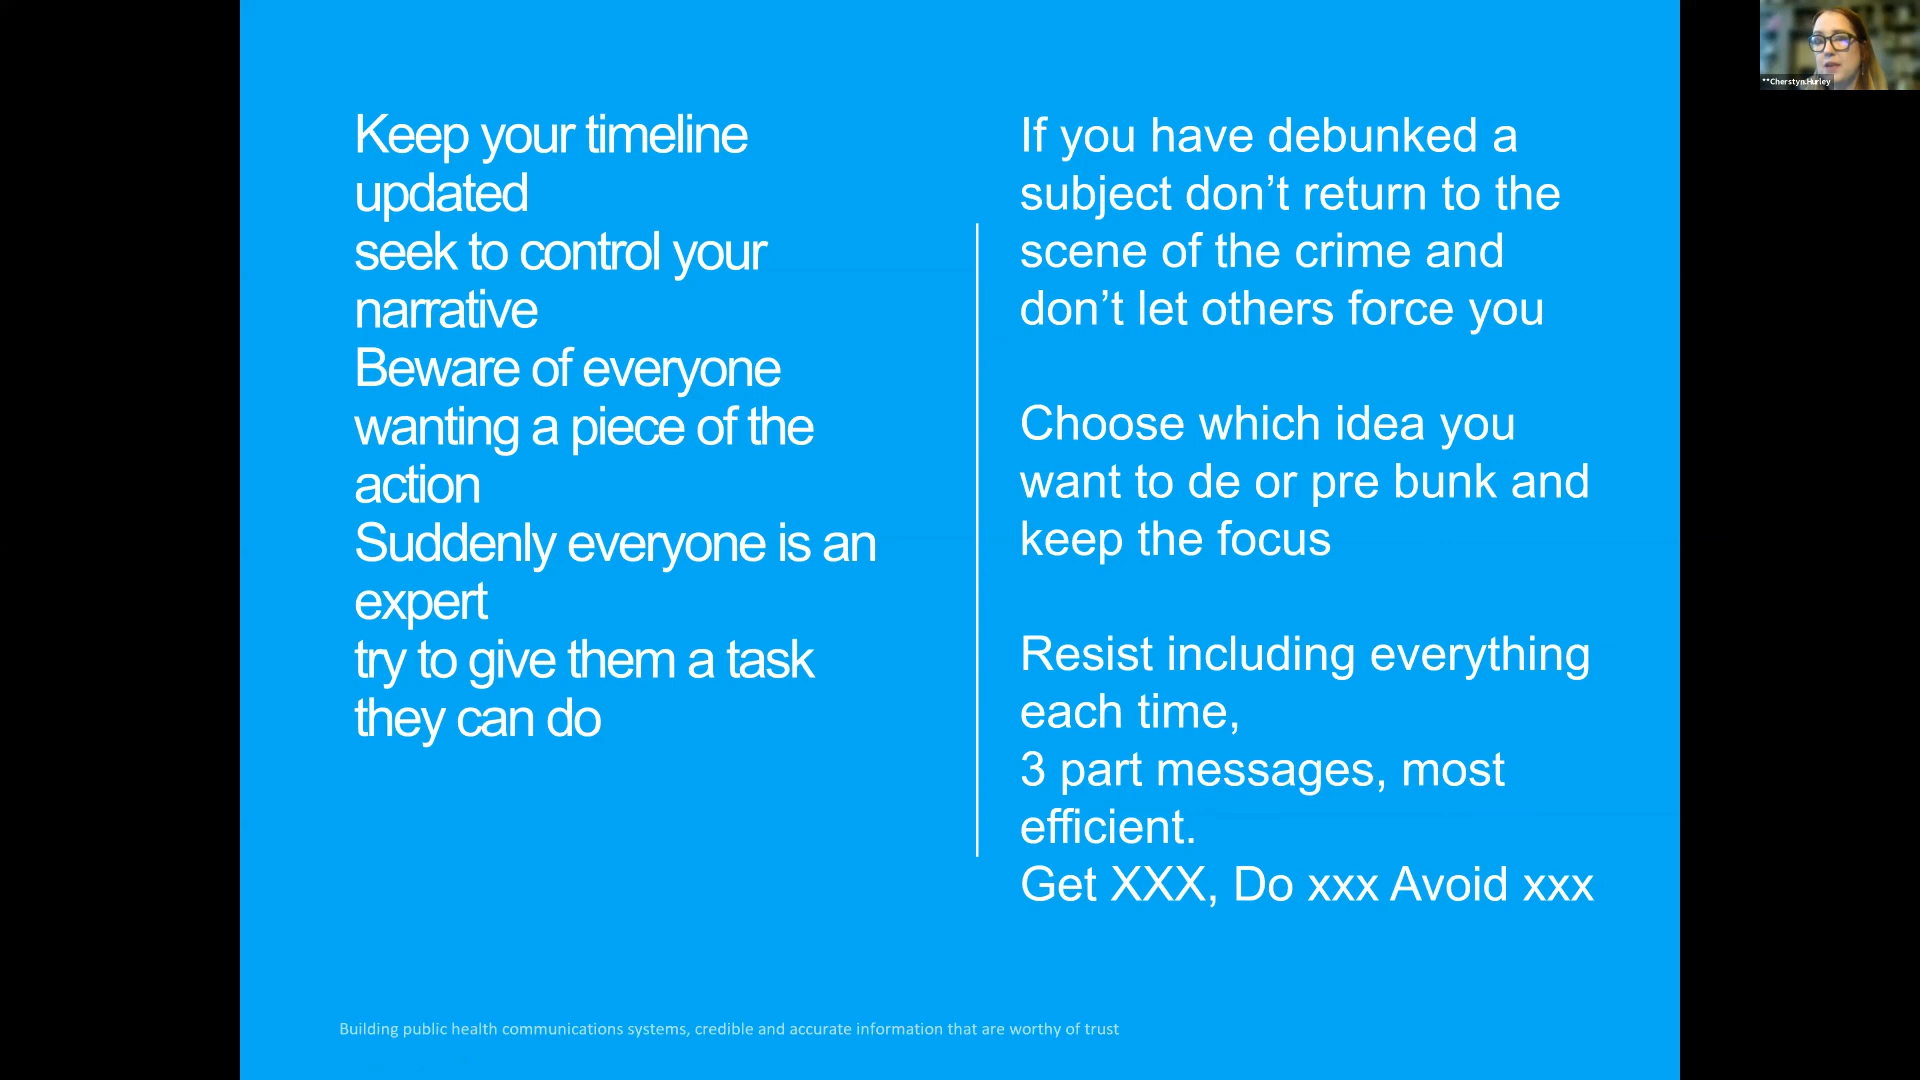 Keep your timeline
updated
seek to control your
narrative
Beware of everyone
wanting a piece of the
action
Suddenly everyone is an
expert
try to give them a task
they can do
If you have debunked a
subject don’t return to the
scene of the crime and
don’t let others force you
Choose which idea you
want to de or pre bunk and
keep the focus
Resist including everything
each time,
3 part messages, most
efficient.
Get XXX, Do xxx Avoid xxx
Building public health communications systems, credible and accurate information that are worthy of trust
**Cherstyn.Hurley